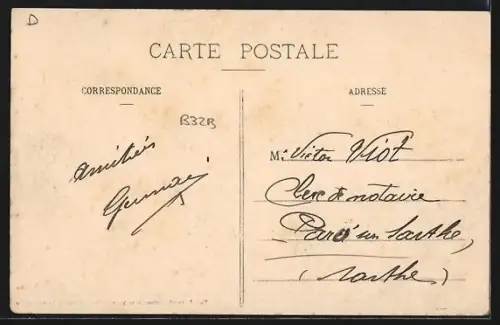 D
CARTE POSTALE
CORRESPONDANCE
ADRESSE
B32B
Amitiés
M. Victor Viot
Clerc de notaire
Parcé sur Sarthe,
(Sarthe)